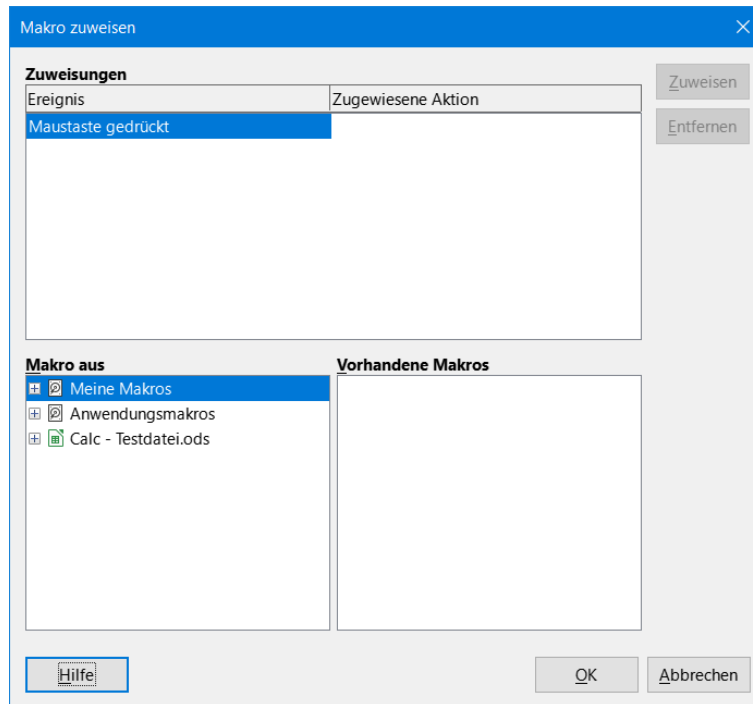 Makro zuweisen
Zuweisungen
Ereignis Zugewiesene Aktion
Maustaste gedrückt
Zuweisen
Entfernen
Makro aus
Meine Makros
Anwendungsmakros
Calc - Testdatei.ods
Vorhandene Makros
Hilfe
OK
Abbrechen